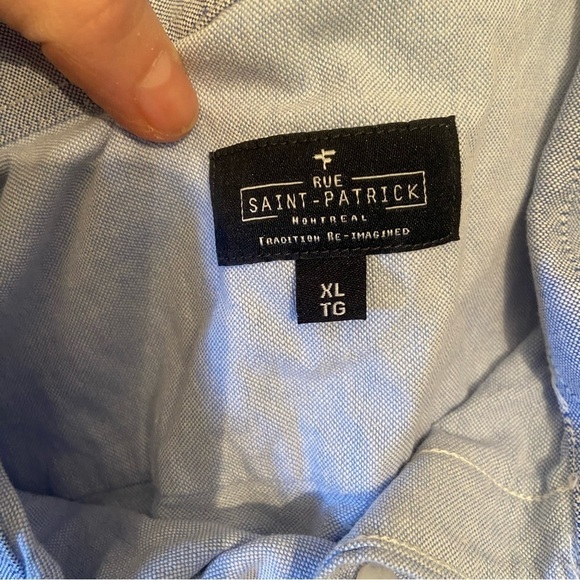 RUE
SAINT-PATRICK
MONTREAL
TRADITION RE-IMAGINED
XL
TG